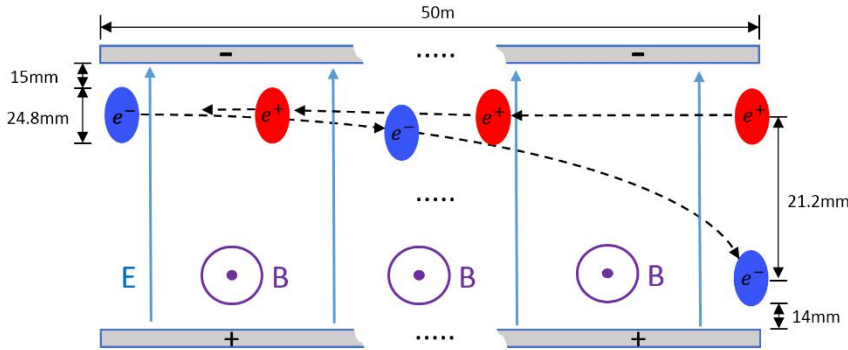 50m
- ..... -
15mm
24.8mm
e⁻ e⁺ e⁻ e⁺ e⁺
.....
21.2mm
E B B B
e⁻
14mm
+ ..... +